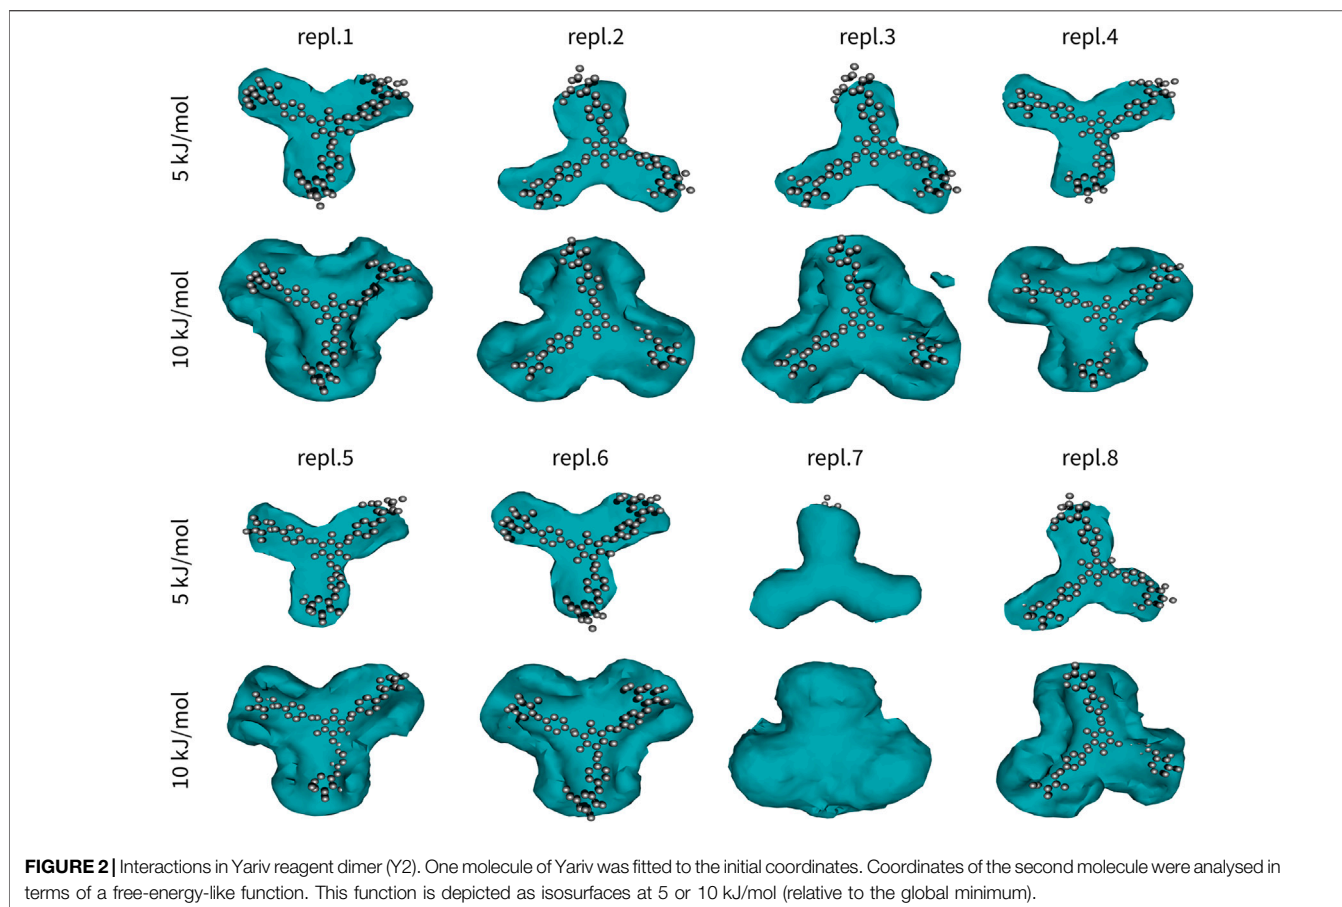 repl.1 repl.2 repl.3 repl.4
5 kJ/mol
10 kJ/mol
repl.5 repl.6 repl.7 repl.8
5 kJ/mol
10 kJ/mol
FIGURE 2 | Interactions in Yariv reagent dimer (Y2). One molecule of Yariv was fitted to the initial coordinates. Coordinates of the second molecule were analysed in
terms of a free-energy-like function. This function is depicted as isosurfaces at 5 or 10 kJ/mol (relative to the global minimum).